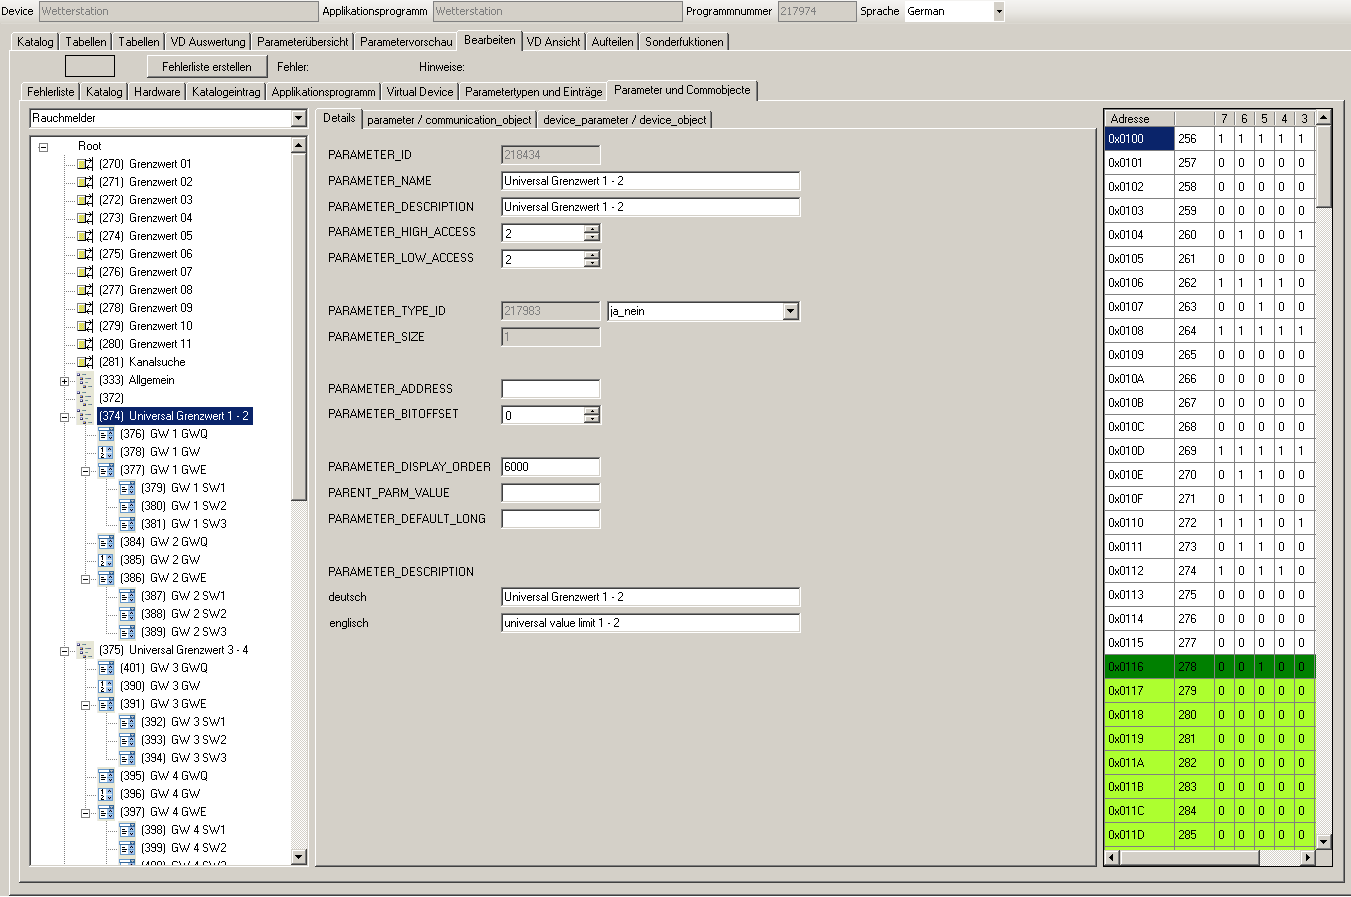 Device Wetterstation Applikationsprogramm Wetterstation Programmnummer 217974 Sprache German
Katalog Tabellen Tabellen VD Auswertung Parameterübersicht Parametervorschau Bearbeiten VD Ansicht Aufteilen Sonderfuktionen
Fehlerliste erstellen Fehler: Hinweise:
Fehlerliste Katalog Hardware Katalogeintrag Applikationsprogramm Virtual Device Parametertypen und Einträge Parameter und Commobjecte
Rauchmelder
Root
(270) Grenzwert 01
(271) Grenzwert 02
(272) Grenzwert 03
(273) Grenzwert 04
(274) Grenzwert 05
(275) Grenzwert 06
(276) Grenzwert 07
(277) Grenzwert 08
(278) Grenzwert 09
(279) Grenzwert 10
(280) Grenzwert 11
(281) Kanalsuche
(333) Allgemein
(372)
(374) Universal Grenzwert 1 - 2
(376) GW 1 GWQ
(378) GW 1 GW
(377) GW 1 GWE
(379) GW 1 SW1
(380) GW 1 SW2
(381) GW 1 SW3
(384) GW 2 GWQ
(385) GW 2 GW
(386) GW 2 GWE
(387) GW 2 SW1
(388) GW 2 SW2
(389) GW 2 SW3
(375) Universal Grenzwert 3 - 4
(401) GW 3 GWQ
(390) GW 3 GW
(391) GW 3 GWE
(392) GW 3 SW1
(393) GW 3 SW2
(394) GW 3 SW3
(395) GW 4 GWQ
(396) GW 4 GW
(397) GW 4 GWE
(398) GW 4 SW1
(399) GW 4 SW2
Details parameter / communication_object device_parameter / device_object
PARAMETER_ID 218434
PARAMETER_NAME Universal Grenzwert 1 - 2
PARAMETER_DESCRIPTION Universal Grenzwert 1 - 2
PARAMETER_HIGH_ACCESS 2
PARAMETER_LOW_ACCESS 2
PARAMETER_TYPE_ID 217983 ja_nein
PARAMETER_SIZE 1
PARAMETER_ADDRESS
PARAMETER_BITOFFSET 0
PARAMETER_DISPLAY_ORDER 6000
PARENT_PARM_VALUE
PARAMETER_DEFAULT_LONG
PARAMETER_DESCRIPTION
deutsch Universal Grenzwert 1 - 2
englisch universal value limit 1 - 2
Adresse 7 6 5 4 3
0x0100 256 1 1 1 1 1
0x0101 257 0 0 0 0 0
0x0102 258 0 0 0 0 0
0x0103 259 0 0 0 0 0
0x0104 260 0 1 0 0 1
0x0105 261 0 0 0 0 0
0x0106 262 1 1 1 1 0
0x0107 263 0 0 1 0 0
0x0108 264 1 1 1 1 1
0x0109 265 0 0 0 0 0
0x010A 266 0 0 0 0 0
0x010B 267 0 0 0 0 0
0x010C 268 0 0 0 0 0
0x010D 269 1 1 1 1 1
0x010E 270 0 1 1 0 0
0x010F 271 0 1 1 0 0
0x0110 272 1 1 1 0 1
0x0111 273 0 1 1 0 0
0x0112 274 1 0 1 1 0
0x0113 275 0 0 0 0 0
0x0114 276 0 0 0 0 0
0x0115 277 0 0 0 0 0
0x0116 278 0 0 1 0 0
0x0117 279 0 0 0 0 0
0x0118 280 0 0 0 0 0
0x0119 281 0 0 0 0 0
0x011A 282 0 0 0 0 0
0x011B 283 0 0 0 0 0
0x011C 284 0 0 0 0 0
0x011D 285 0 0 0 0 0